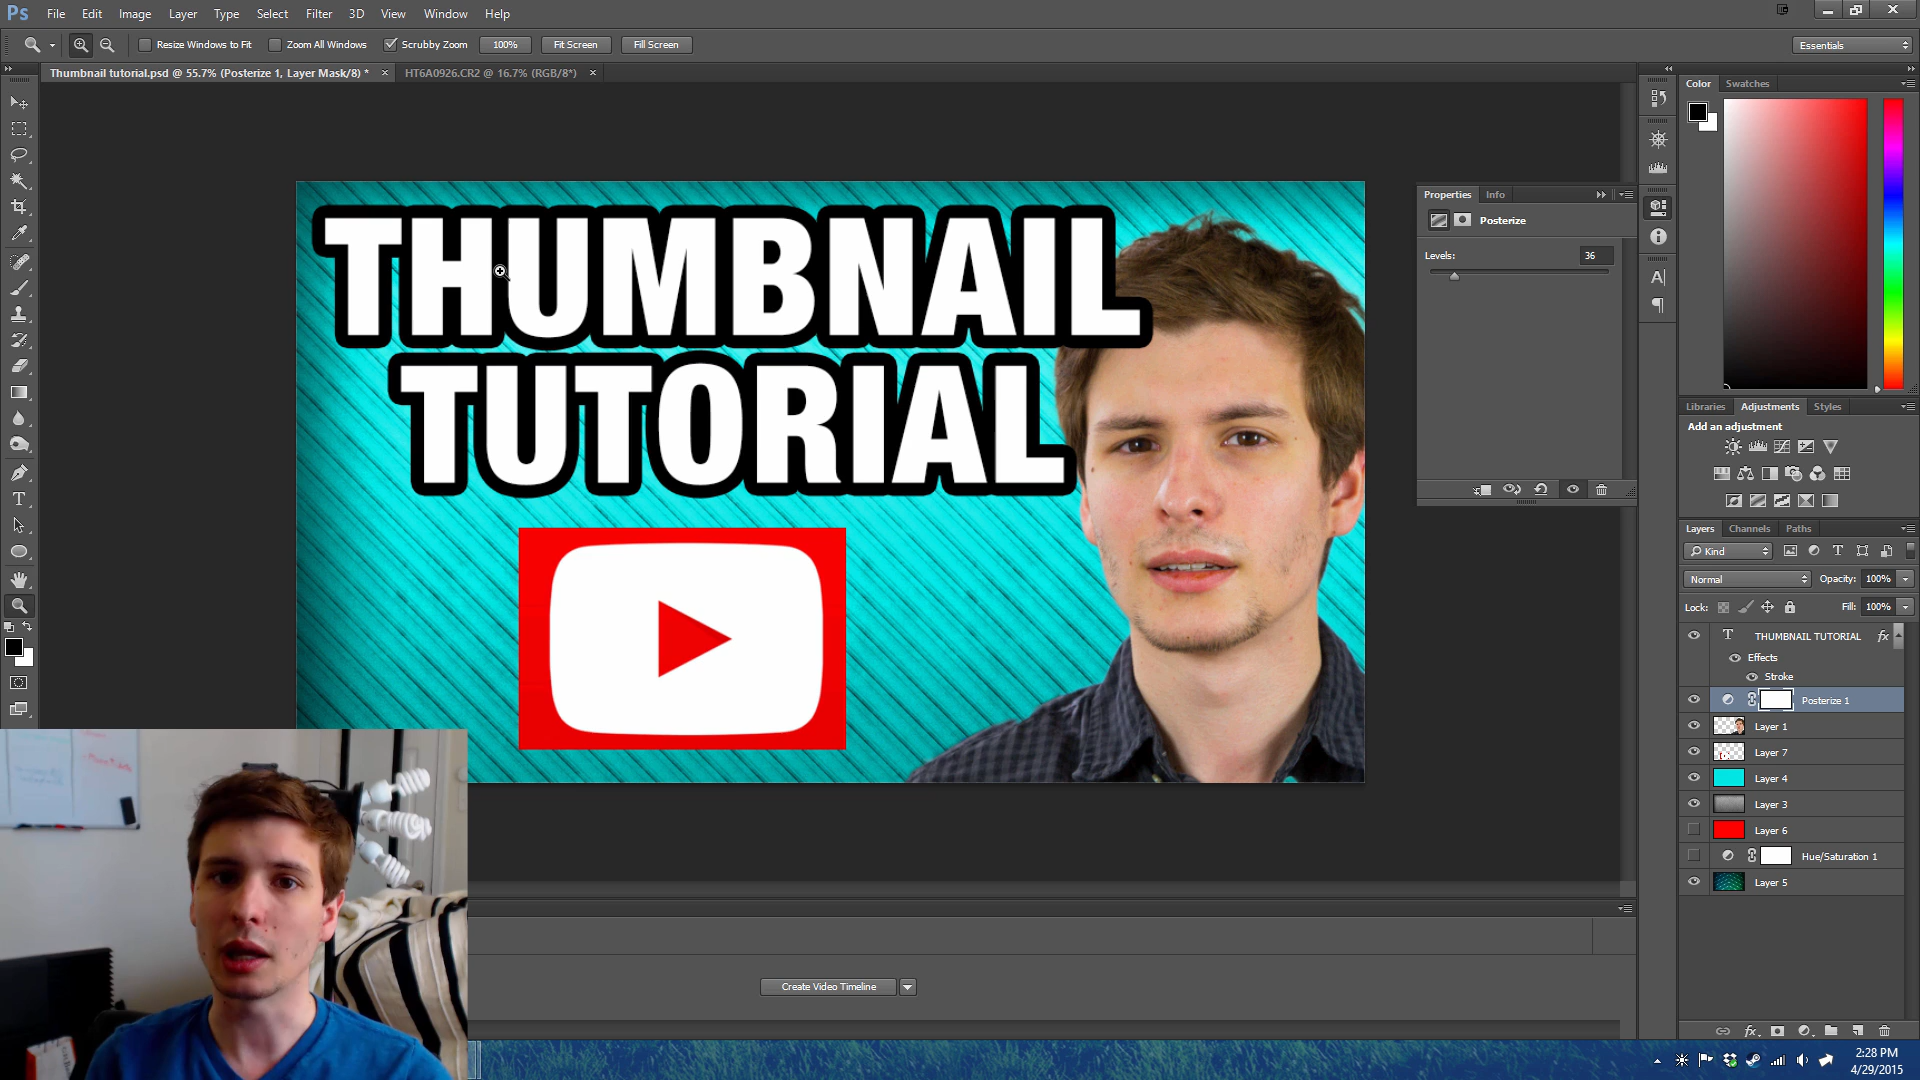 Ps File Edit Image Layer Type Select Filter 3D View Window Help
Resize Windows to Fit Zoom All Windows Scrubby Zoom 100% Fit Screen Fill Screen Essentials
Thumbnail tutorial.psd @ 55.7% (Posterize 1, Layer Mask/8) * × HT6A0926.CR2 @ 16.7% (RGB/8*) ×
Color Swatches
THUMBNAIL
TUTORIAL
Properties Info
Posterize
Levels: 36
Libraries Adjustments Styles
Add an adjustment
Layers Channels Paths
Kind
Normal Opacity: 100%
Lock: Fill: 100%
T THUMBNAIL TUTORIAL fx
Effects
Stroke
Posterize 1
Layer 1
Layer 7
Layer 4
Layer 3
Layer 6
Hue/Saturation 1
Layer 5
Create Video Timeline
fx
2:28 PM
4/29/2015